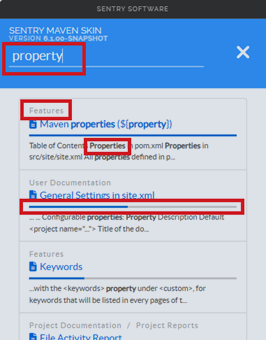 SENTRY SOFTWARE
SENTRY MAVEN SKIN
VERSION 6.1.00-SNAPSHOT
property
Features
Maven properties (${property})
Table of Contents Properties in pom.xml Properties in
src/site/site.xml All properties defined in p...
User Documentation
General Settings in site.xml
... ... Configurable properties: Property Description Default
<project name="..."> Title of the do...
Features
Keywords
...with the <keywords> property under <custom>, for
keywords that will be listed in every pages of t...
Project Documentation / Project Reports
File Activity Report